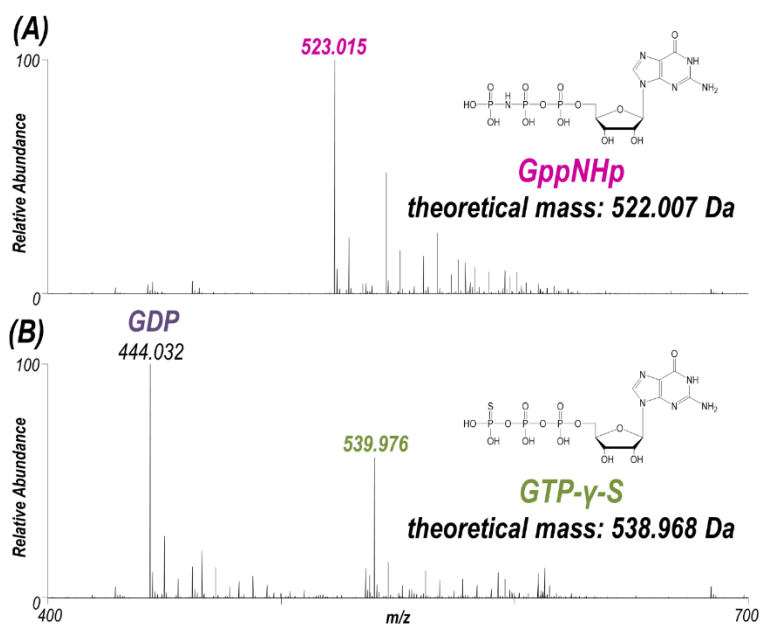 (A)
523.015
100
Relative Abundance
0
O O O O
HO P N H P O P O
OH OH OH
N NH
N N NH₂
O
OH OH
GppNHp
theoretical mass: 522.007 Da
(B)
GDP
444.032
100
539.976
Relative Abundance
0
S O O O
HO P O P O P O
OH OH OH
N NH
N N NH₂
O
OH OH
GTP-γ-S
theoretical mass: 538.968 Da
400
m/z
700